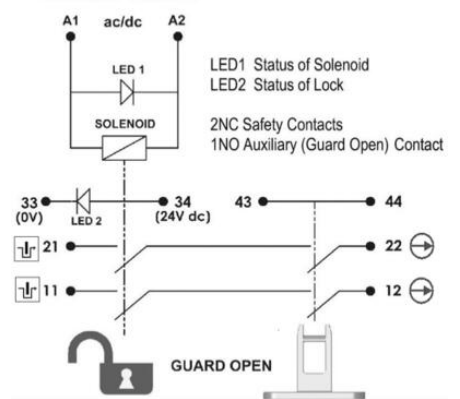 A1 ac/dc A2
LED 1
LED1 Status of Solenoid
LED2 Status of Lock
SOLENOID
2NC Safety Contacts
1NO Auxiliary (Guard Open) Contact
33 34 43 44
(0V) LED 2 (24V dc)
21 22
11 12
GUARD OPEN